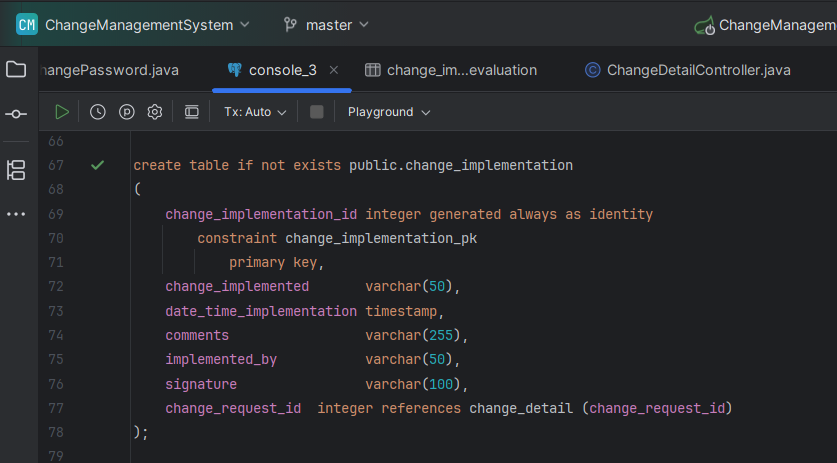 CM ChangeManagementSystem master ChangeManagem
hangePassword.java console_3 change_im...evaluation ChangeDetailController.java
Tx: Auto Playground
66
67 create table if not exists public.change_implementation
68 (
69 change_implementation_id integer generated always as identity
70 constraint change_implementation_pk
71 primary key,
72 change_implemented varchar(50),
73 date_time_implementation timestamp,
74 comments varchar(255),
75 implemented_by varchar(50),
76 signature varchar(100),
77 change_request_id integer references change_detail (change_request_id)
78 );
79